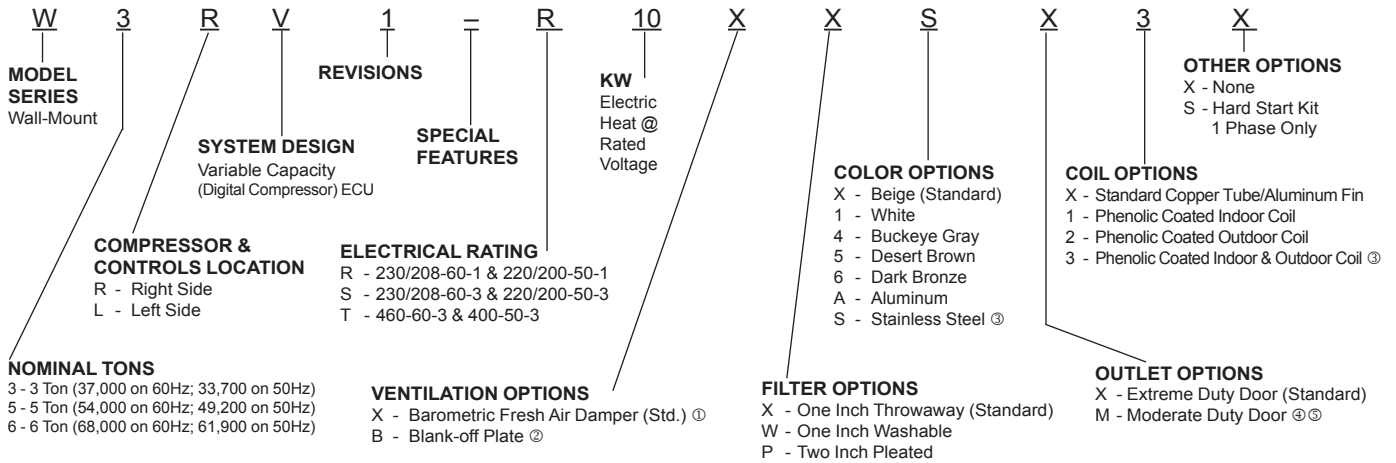 W 3 R V 1 – R 10 X X S X 3 X
MODEL
SERIES
Wall-Mount
REVISIONS
KW
Electric
Heat @
Rated
Voltage
OTHER OPTIONS
X - None
S - Hard Start Kit
1 Phase Only
SYSTEM DESIGN
Variable Capacity
(Digital Compressor) ECU
SPECIAL
FEATURES
COLOR OPTIONS
X - Beige (Standard)
1 - White
4 - Buckeye Gray
5 - Desert Brown
6 - Dark Bronze
A - Aluminum
S - Stainless Steel ③
COIL OPTIONS
X - Standard Copper Tube/Aluminum Fin
1 - Phenolic Coated Indoor Coil
2 - Phenolic Coated Outdoor Coil
3 - Phenolic Coated Indoor & Outdoor Coil ③
COMPRESSOR &
CONTROLS LOCATION
R - Right Side
L - Left Side
ELECTRICAL RATING
R - 230/208-60-1 & 220/200-50-1
S - 230/208-60-3 & 220/200-50-3
T - 460-60-3 & 400-50-3
NOMINAL TONS
3 - 3 Ton (37,000 on 60Hz; 33,700 on 50Hz)
5 - 5 Ton (54,000 on 60Hz; 49,200 on 50Hz)
6 - 6 Ton (68,000 on 60Hz; 61,900 on 50Hz)
VENTILATION OPTIONS
X - Barometric Fresh Air Damper (Std.) ①
B - Blank-off Plate ②
FILTER OPTIONS
X - One Inch Throwaway (Standard)
W - One Inch Washable
P - Two Inch Pleated
OUTLET OPTIONS
X - Extreme Duty Door (Standard)
M - Moderate Duty Door ④⑤